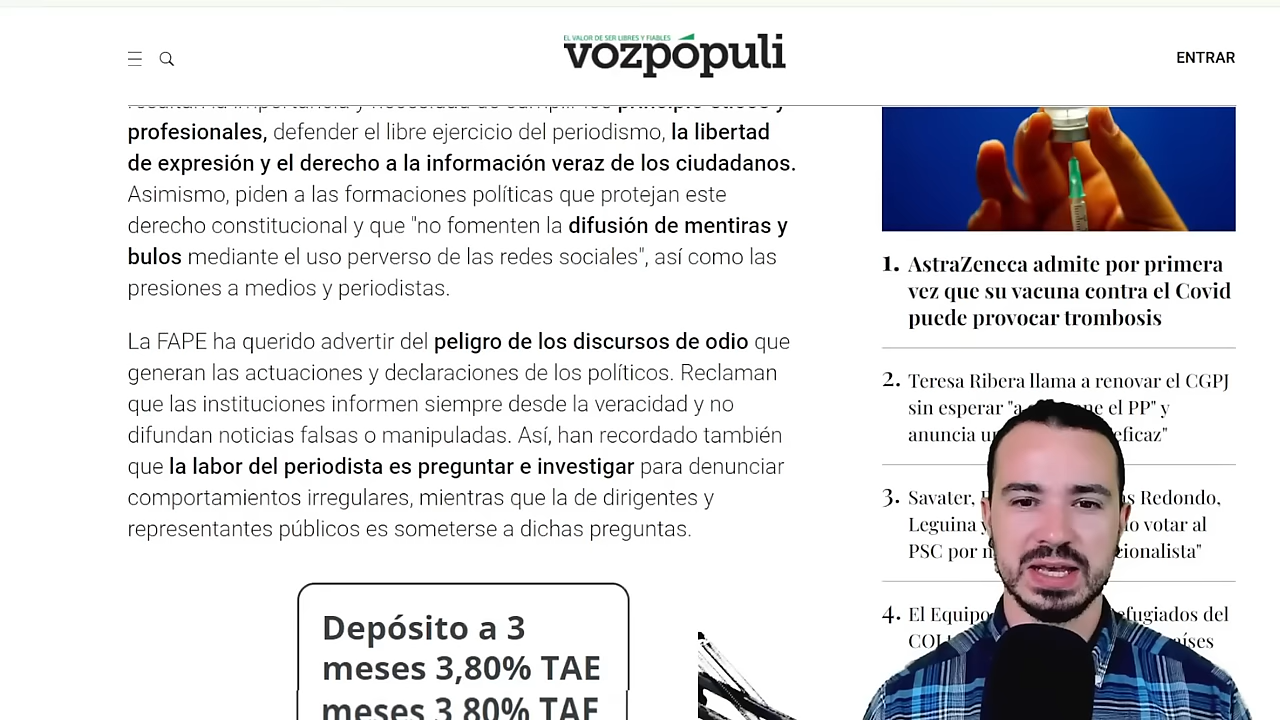 EL VALOR DE SER LIBRES Y FIABLES
vozpópuli
ENTRAR
profesionales, defender el libre ejercicio del periodismo, la libertad
de expresión y el derecho a la información veraz de los ciudadanos.
Asimismo, piden a las formaciones políticas que protejan este
derecho constitucional y que "no fomenten la difusión de mentiras y
bulos mediante el uso perverso de las redes sociales", así como las
presiones a medios y periodistas.
La FAPE ha querido advertir del peligro de los discursos de odio que
generan las actuaciones y declaraciones de los políticos. Reclaman
que las instituciones informen siempre desde la veracidad y no
difundan noticias falsas o manipuladas. Así, han recordado también
que la labor del periodista es preguntar e investigar para denunciar
comportamientos irregulares, mientras que la de dirigentes y
representantes públicos es someterse a dichas preguntas.
Depósito a 3
meses 3,80% TAE
meses 3,80% TAE
1. AstraZeneca admite por primera
vez que su vacuna contra el Covid
puede provocar trombosis
2. Teresa Ribera llama a renovar el CGPJ
sin esperar "a el PP" y
anuncia eficaz"
3. Savater, Redondo,
Leguina y votar al
PSC por
4. El Equipo del